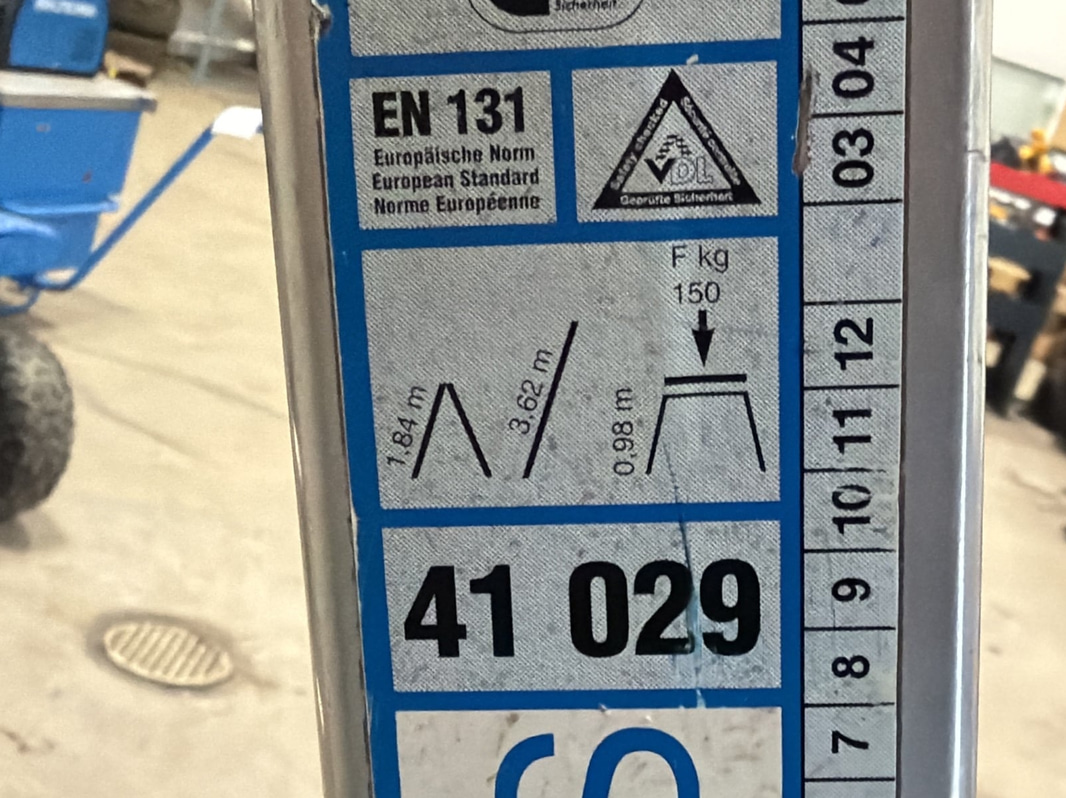 Sicherheit
EN 131
Europäische Norm
European Standard
Norme Européenne
Safety checked
VDL
Geprüfte Sicherheit
F kg
150
1.84 m
3,62 m
0,98 m
41 029
04
03
12
11
10
9
8
7